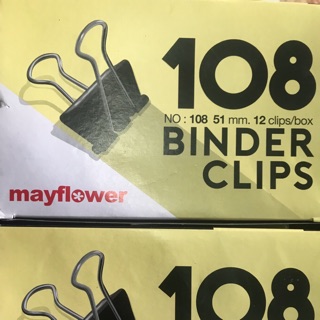 108
NO : 108 51 mm. 12 clips/box
BINDER
CLIPS
mayflower
108